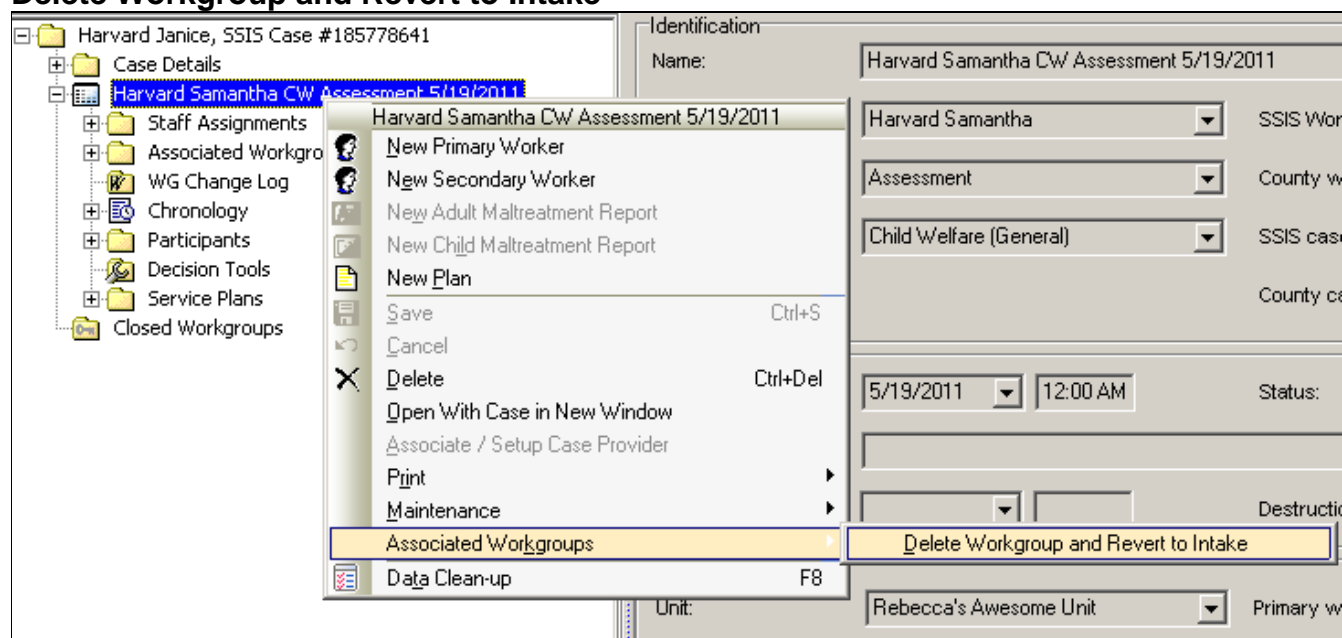 Delete Workgroup and Revert to Intake
Harvard Janice, SSIS Case #185778641
Case Details
Harvard Samantha CW Assessment 5/19/2011
Staff Assignments
Associated Workgro
WG Change Log
Chronology
Participants
Decision Tools
Service Plans
Closed Workgroups
Harvard Samantha CW Assessment 5/19/2011
New Primary Worker
New Secondary Worker
New Adult Maltreatment Report
New Child Maltreatment Report
New Plan
Save Ctrl+S
Cancel
Delete Ctrl+Del
Open With Case in New Window
Associate / Setup Case Provider
Print
Maintenance
Associated Workgroups
Delete Workgroup and Revert to Intake
Data Clean-up F8
Identification
Name: Harvard Samantha CW Assessment 5/19/2011
Harvard Samantha SSIS Wor
Assessment County w
Child Welfare (General) SSIS cas
County ca
5/19/2011 12:00 AM Status:
Destructi
Unit: Rebecca's Awesome Unit Primary w